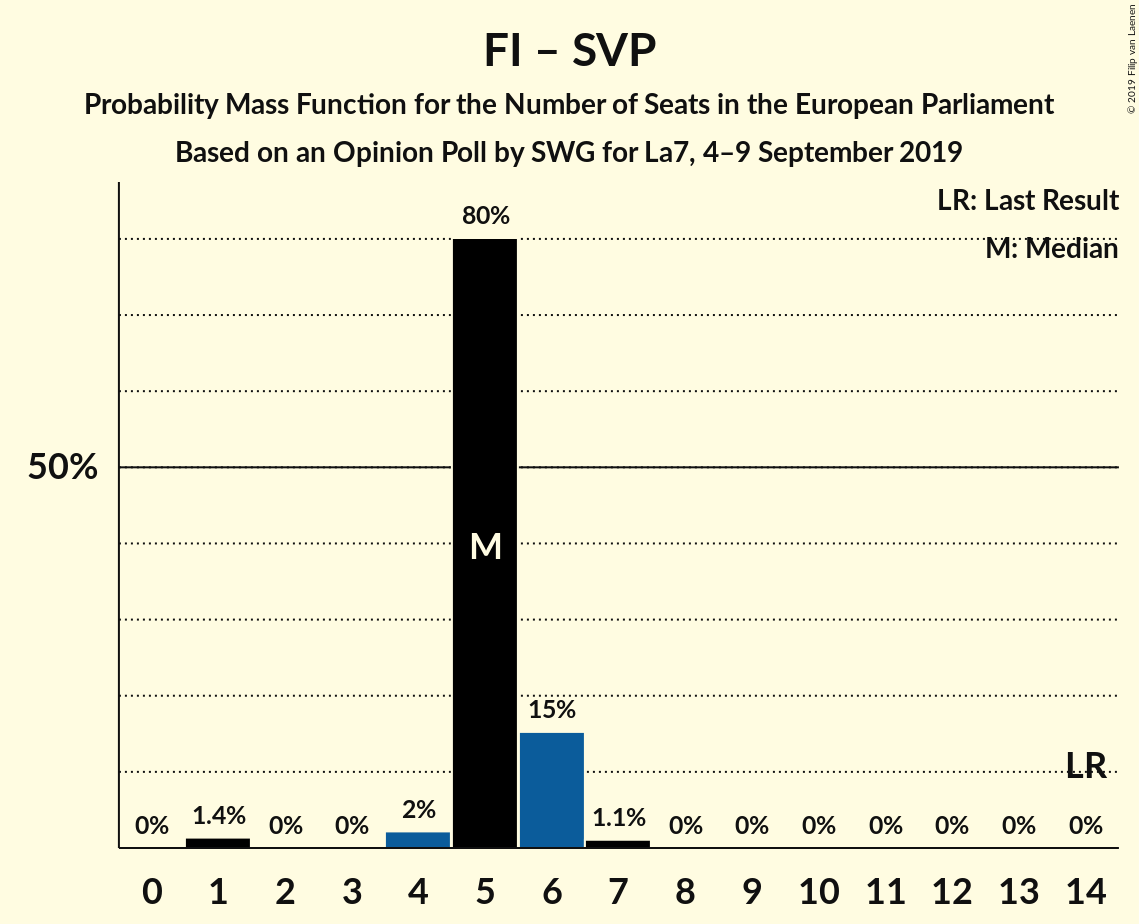 FI – SVP
Probability Mass Function for the Number of Seats in the European Parliament
Based on an Opinion Poll by SWG for La7, 4–9 September 2019
© 2019 Filip van Laenen
LR: Last Result
M: Median
50%
0% 1.4% 0% 0% 2% 80% 15% 1.1% 0% 0% 0% 0% 0% 0% 0%
M
LR
0 1 2 3 4 5 6 7 8 9 10 11 12 13 14